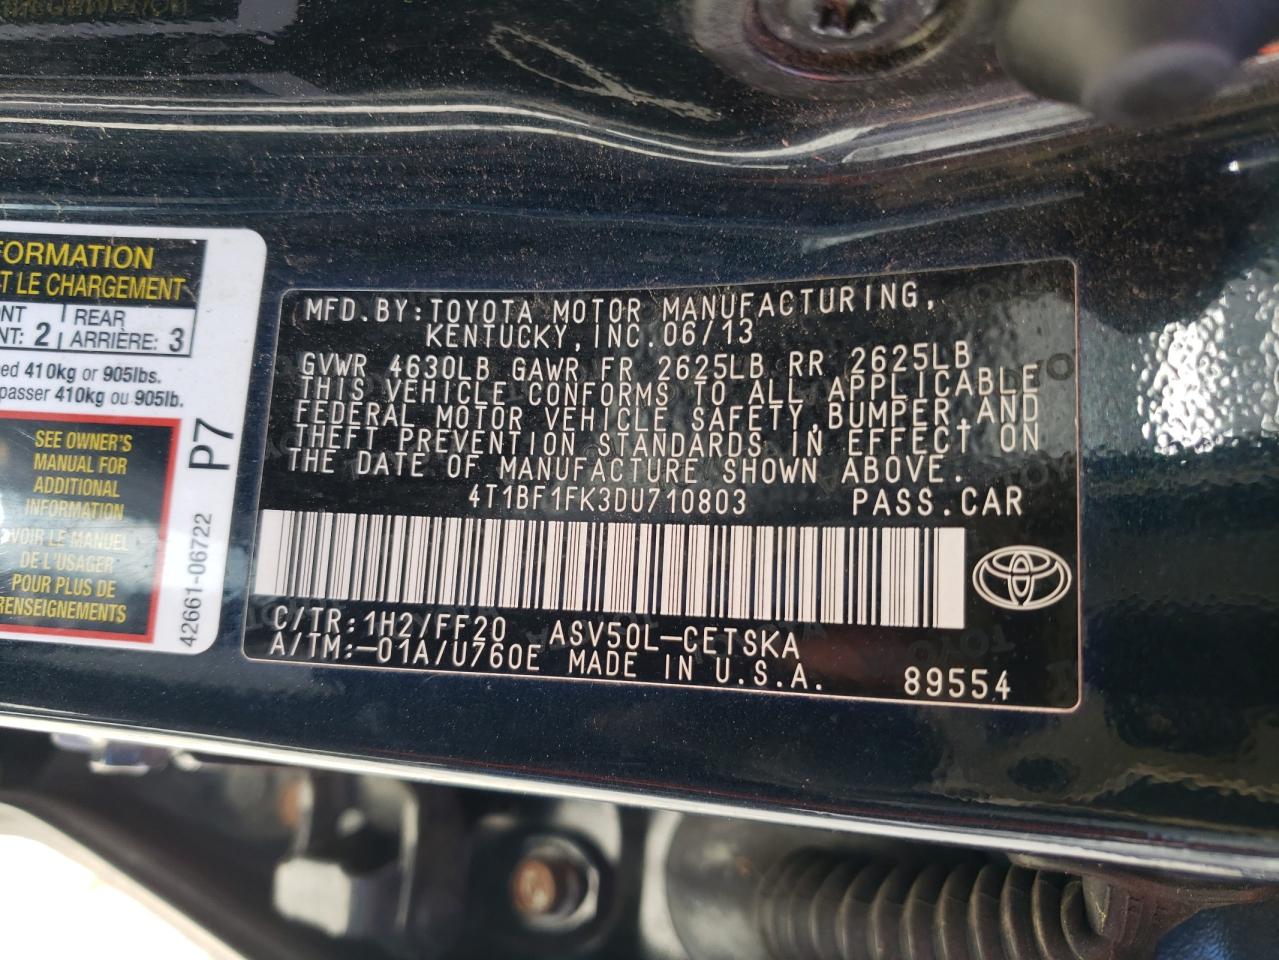 FORMATION
T LE CHARGEMENT
NT: 2 REAR ARRIÈRE: 3
410kg or 905lbs.
passer 410kg ou 905lb.
SEE OWNER'S
MANUAL FOR
ADDITIONAL
INFORMATION
VOIR LE MANUEL
DE L'USAGER
POUR PLUS DE
RENSEIGNEMENTS
P7
42661-06722
MFD.BY:TOYOTA MOTOR MANUFACTURING,
KENTUCKY,INC.06/13
GVWR 4630LB GAWR FR 2625LB RR 2625LB
THIS VEHICLE CONFORMS TO ALL APPLICABLE
FEDERAL MOTOR VEHICLE SAFETY,BUMPER,AND
THEFT PREVENTION STANDARDS IN EFFECT ON
THE DATE OF MANUFACTURE SHOWN ABOVE.
4T1BF1FK3DU710803 PASS.CAR
C/TR:1H2/FF20 ASV50L-CETSKA
A/TM:-01A/U760E MADE IN U.S.A. 89554